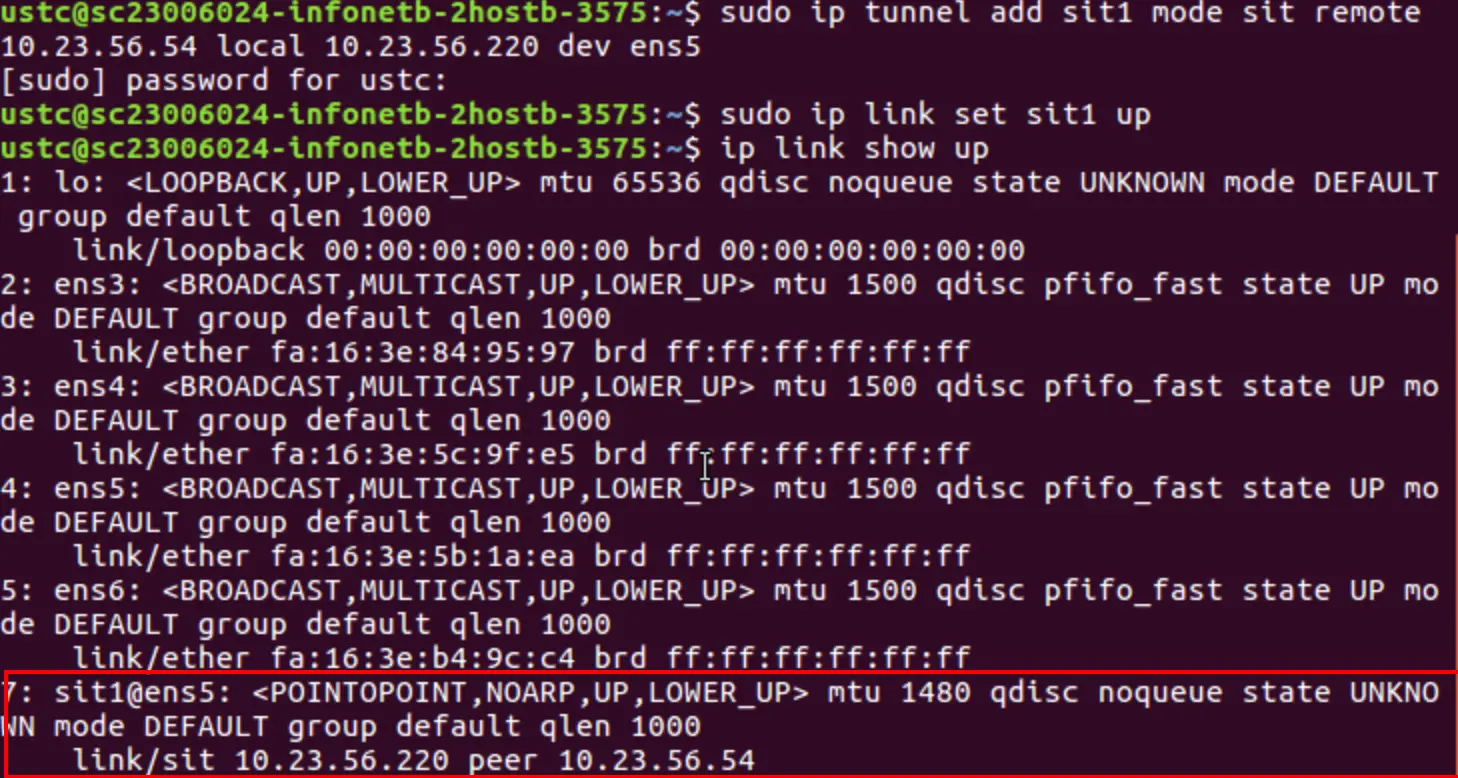 ustc@sc23006024-infonetb-2hostb-3575:~$ sudo ip tunnel add sit1 mode sit remote
10.23.56.54 local 10.23.56.220 dev ens5
[sudo] password for ustc:
ustc@sc23006024-infonetb-2hostb-3575:~$ sudo ip link set sit1 up
ustc@sc23006024-infonetb-2hostb-3575:~$ ip link show up
1: lo: <LOOPBACK,UP,LOWER_UP> mtu 65536 qdisc noqueue state UNKNOWN mode DEFAULT
 group default qlen 1000
    link/loopback 00:00:00:00:00:00 brd 00:00:00:00:00:00
2: ens3: <BROADCAST,MULTICAST,UP,LOWER_UP> mtu 1500 qdisc pfifo_fast state UP mo
de DEFAULT group default qlen 1000
    link/ether fa:16:3e:84:95:97 brd ff:ff:ff:ff:ff:ff
3: ens4: <BROADCAST,MULTICAST,UP,LOWER_UP> mtu 1500 qdisc pfifo_fast state UP mo
de DEFAULT group default qlen 1000
    link/ether fa:16:3e:5c:9f:e5 brd ff:ff:ff:ff:ff:ff
4: ens5: <BROADCAST,MULTICAST,UP,LOWER_UP> mtu 1500 qdisc pfifo_fast state UP mo
de DEFAULT group default qlen 1000
    link/ether fa:16:3e:5b:1a:ea brd ff:ff:ff:ff:ff:ff
5: ens6: <BROADCAST,MULTICAST,UP,LOWER_UP> mtu 1500 qdisc pfifo_fast state UP mo
de DEFAULT group default qlen 1000
    link/ether fa:16:3e:b4:9c:c4 brd ff:ff:ff:ff:ff:ff
7: sit1@ens5: <POINTOPOINT,NOARP,UP,LOWER_UP> mtu 1480 qdisc noqueue state UNKNO
WN mode DEFAULT group default qlen 1000
    link/sit 10.23.56.220 peer 10.23.56.54